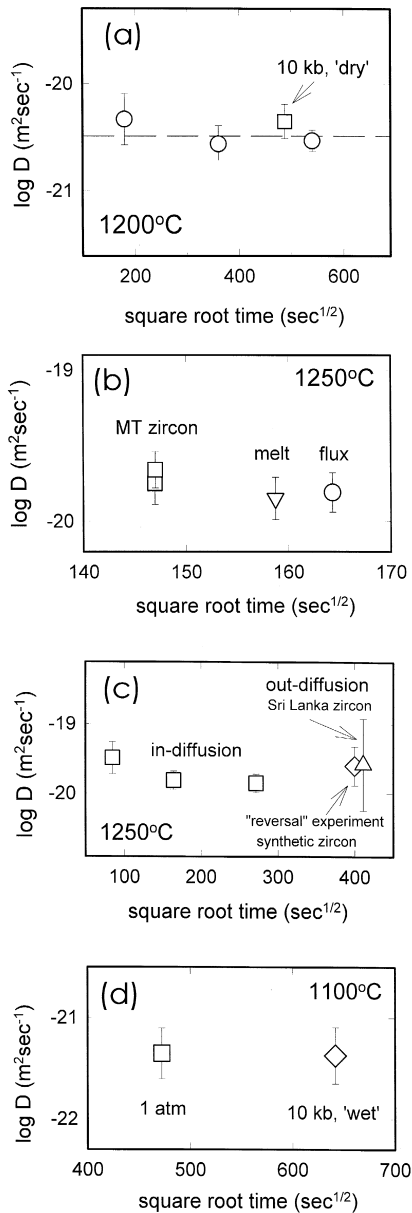 (a)
10 kb, 'dry'
-20
-21
log D (m²sec⁻¹)
1200°C
200 400 600
square root time (sec^1/2)
-19
(b)
1250°C
MT zircon
melt flux
log D (m²sec⁻¹)
-20
140 150 160 170
square root time (sec^1/2)
(c)
out-diffusion
Sri Lanka zircon
-19
in-diffusion
log D (m²sec⁻¹)
-20
"reversal" experiment
synthetic zircon
1250°C
100 200 300 400
square root time (sec^1/2)
(d)
1100°C
-21
log D (m²sec⁻¹)
1 atm
10 kb, 'wet'
-22
400 500 600 700
square root time (sec^1/2)